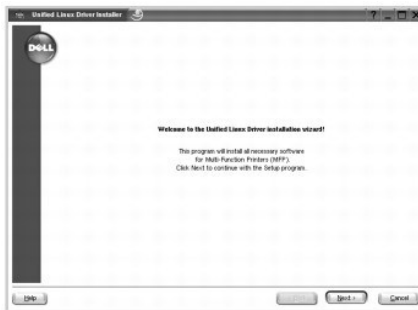 Unified Linux Driver Installer
DELL
Welcome to the Unified Linux Driver installation wizard!
This program will install all necessary software
for Multi-Function Printers (MFP).
Click Next to continue with the Setup program.
Help
Next >
Cancel